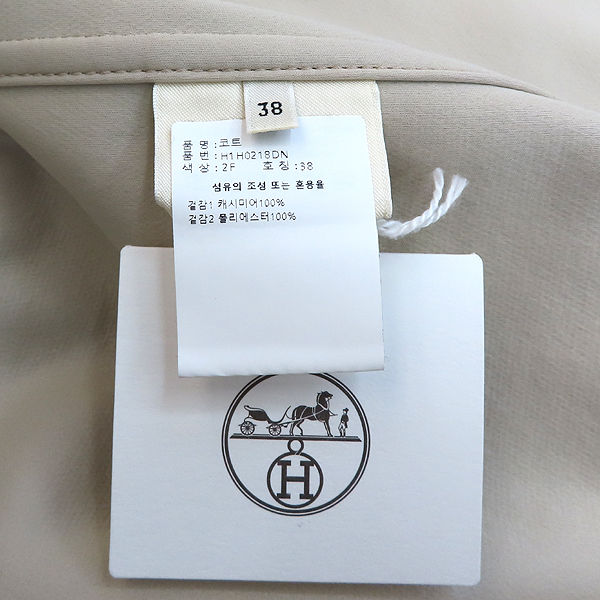 38
품 명 : 코트
품 번 : H1H0218DN
색 상 : 2F 호 칭 : 38
섬유의 조성 또는 혼용율
겉감1 캐시미어100%
겉감2 폴리에스터100%
H